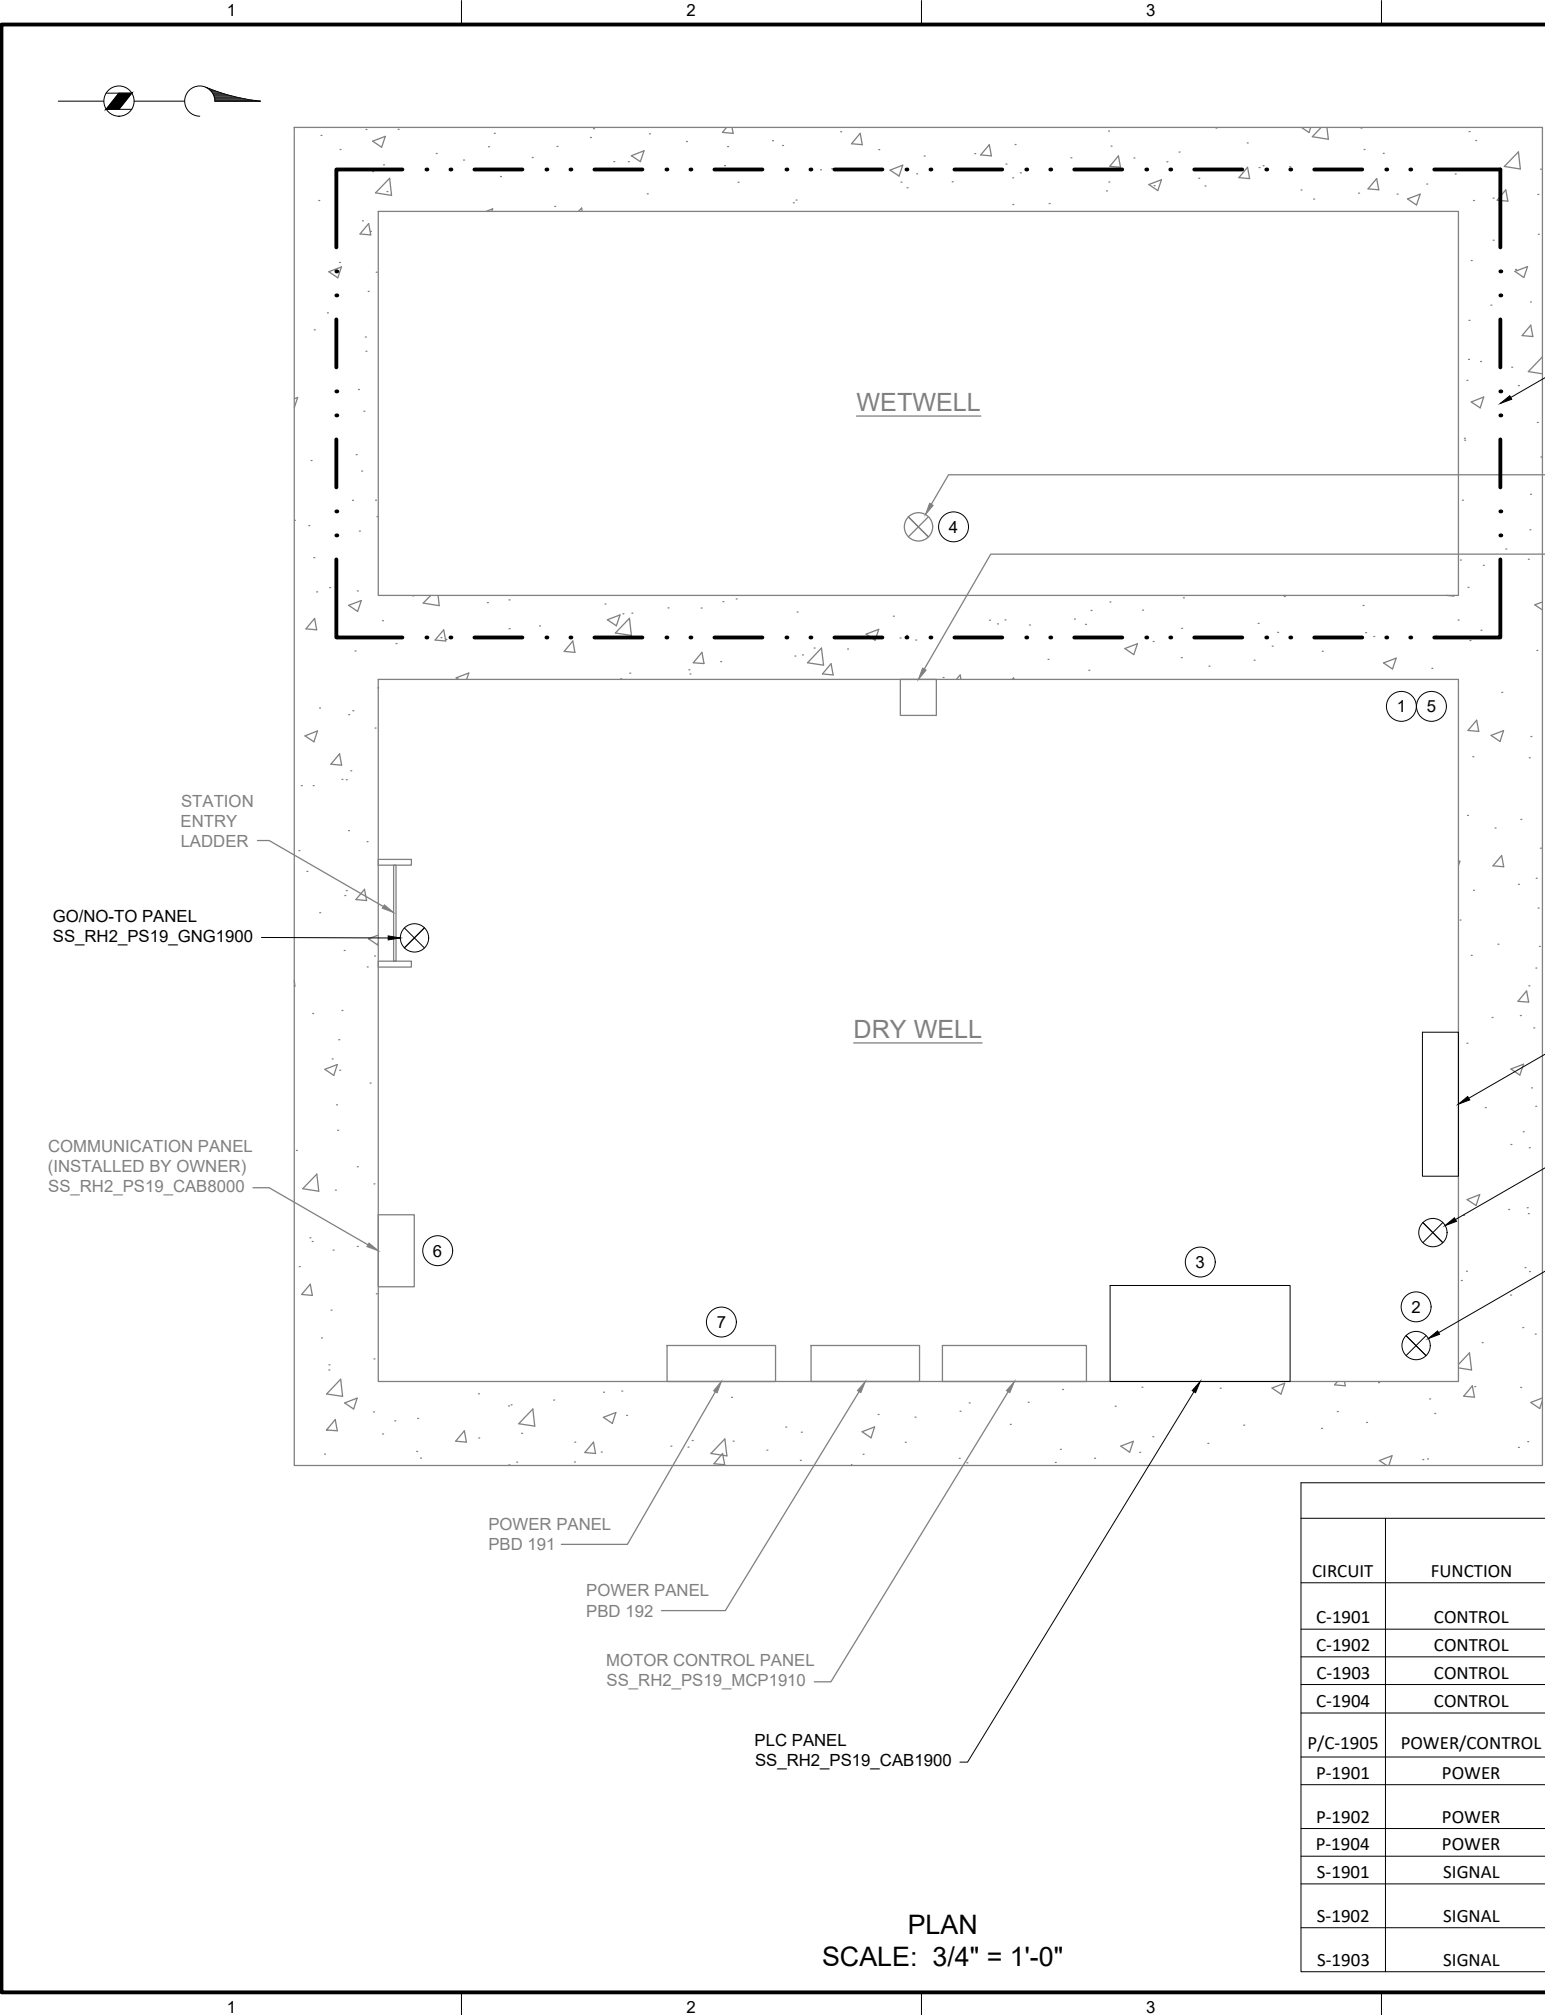 1
2
3
WETWELL
4
1
5
STATION
ENTRY
LADDER
GO/NO-TO PANEL
SS_RH2_PS19_GNG1900
DRY WELL
COMMUNICATION PANEL
(INSTALLED BY OWNER)
SS_RH2_PS19_CAB8000
6
3
2
7
POWER PANEL
PBD 191
POWER PANEL
PBD 192
MOTOR CONTROL PANEL
SS_RH2_PS19_MCP1910
PLC PANEL
SS_RH2_PS19_CAB1900
CIRCUIT FUNCTION
C-1901 CONTROL
C-1902 CONTROL
C-1903 CONTROL
C-1904 CONTROL
P/C-1905 POWER/CONTROL
P-1901 POWER
P-1902 POWER
P-1904 POWER
S-1901 SIGNAL
S-1902 SIGNAL
S-1903 SIGNAL
PLAN
SCALE: 3/4" = 1'-0"
1
2
3